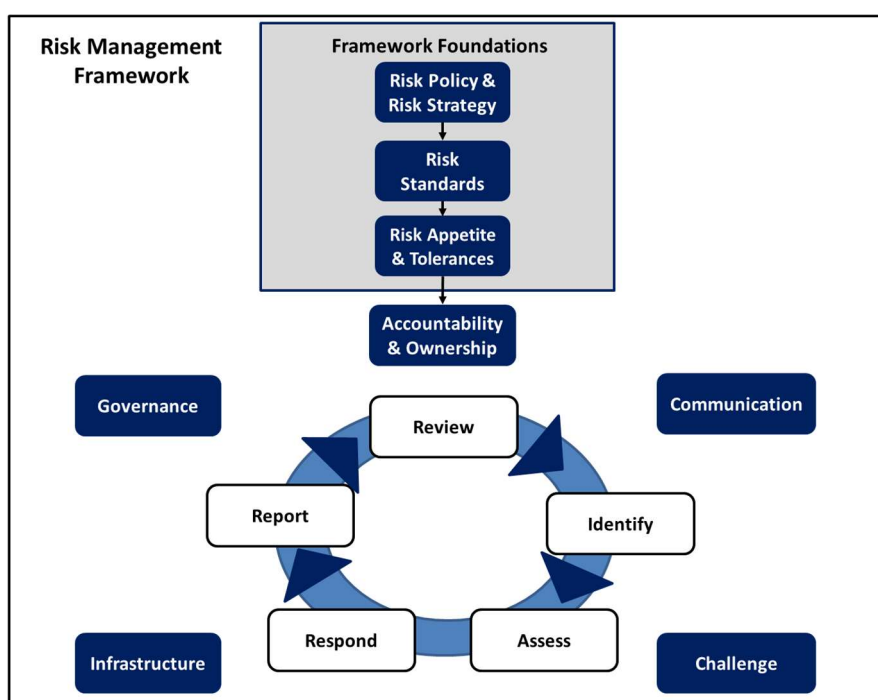 Risk Management
Framework
Framework Foundations
Risk Policy &
Risk Strategy
Risk
Standards
Risk Appetite
& Tolerances
Accountability
& Ownership
Governance
Communication
Review
Report
Identify
Respond
Assess
Infrastructure
Challenge